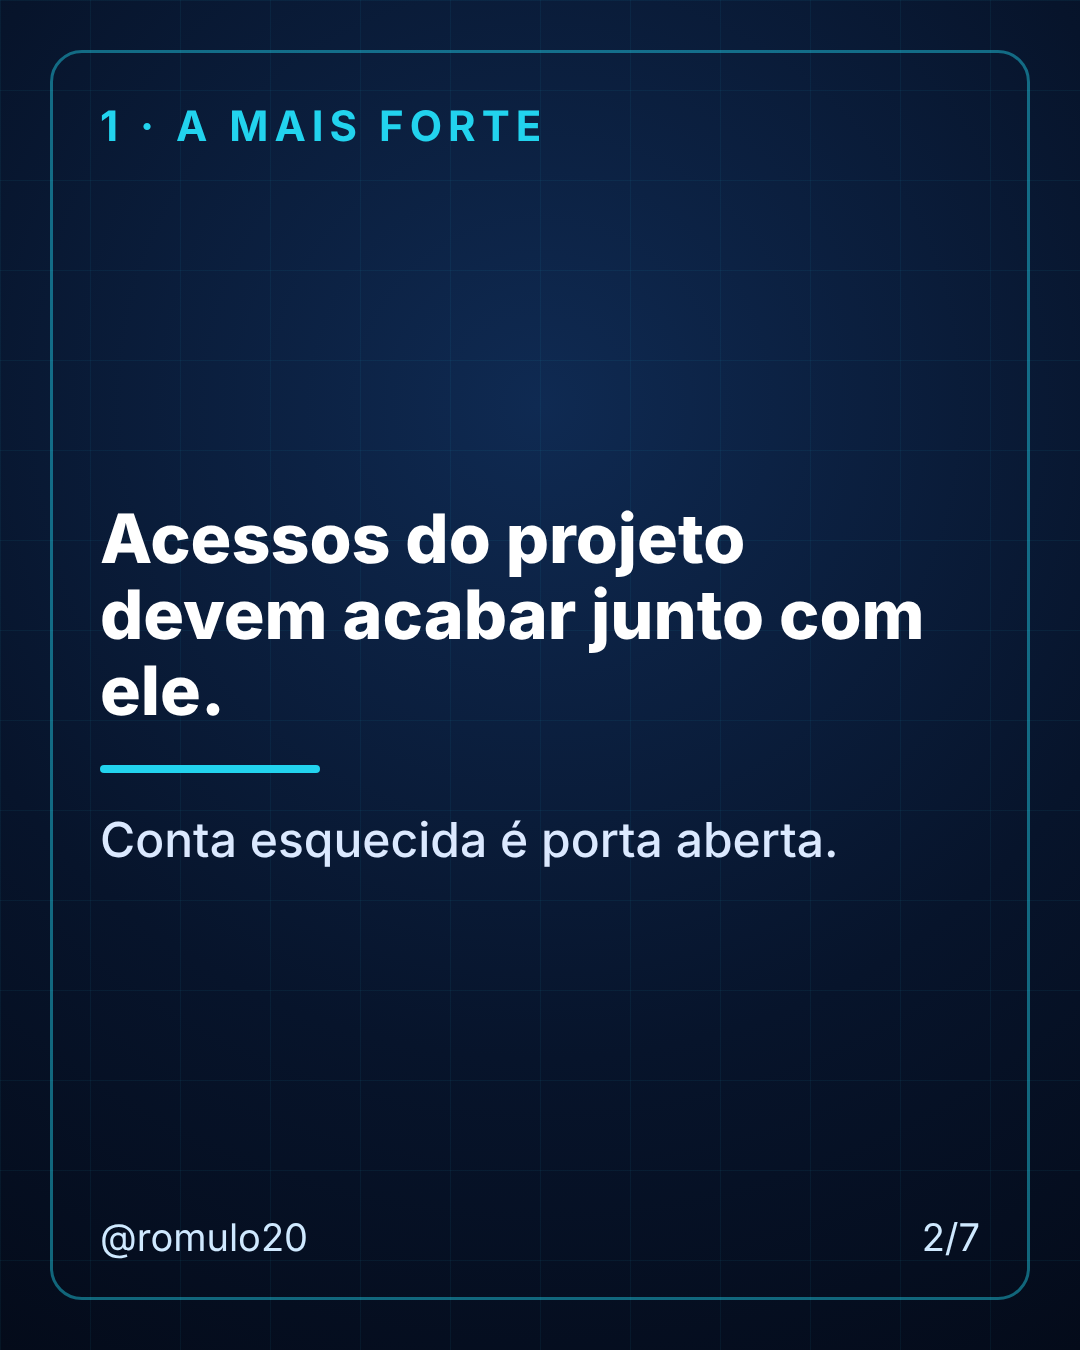 1 · A MAIS FORTE
Acessos do projeto
devem acabar junto com
ele.
Conta esquecida é porta aberta.
@romulo20
2/7